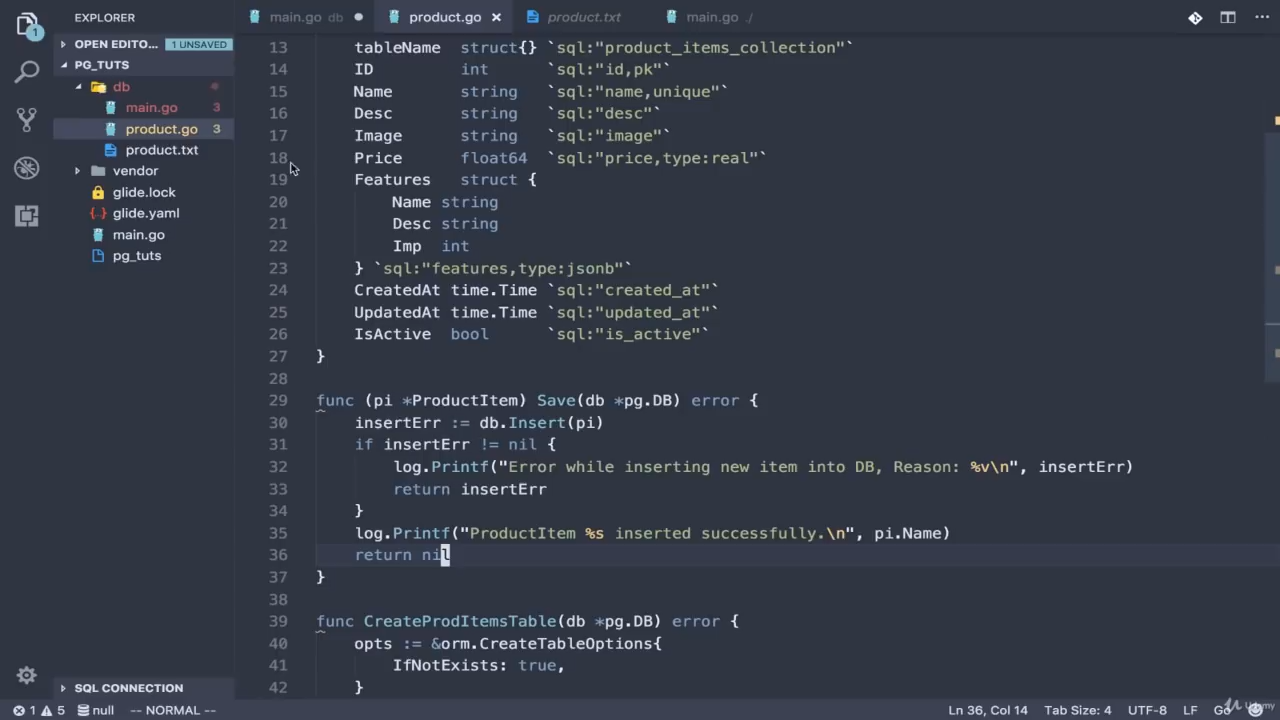 EXPLORER
main.go db
product.go ×
product.txt
main.go ./
OPEN EDITO... 1 UNSAVED
PG_TUTS
db
main.go 3
product.go 3
product.txt
vendor
glide.lock
glide.yaml
main.go
pg_tuts
SQL CONNECTION
1
13 tableName struct{} `sql:"product_items_collection"`
14 ID int `sql:"id,pk"`
15 Name string `sql:"name,unique"`
16 Desc string `sql:"desc"`
17 Image string `sql:"image"`
18 Price float64 `sql:"price,type:real"`
19 Features struct {
20 Name string
21 Desc string
22 Imp int
23 } `sql:"features,type:jsonb"`
24 CreatedAt time.Time `sql:"created_at"`
25 UpdatedAt time.Time `sql:"updated_at"`
26 IsActive bool `sql:"is_active"`
27 }
28
29 func (pi *ProductItem) Save(db *pg.DB) error {
30 insertErr := db.Insert(pi)
31 if insertErr != nil {
32 log.Printf("Error while inserting new item into DB, Reason: %v\n", insertErr)
33 return insertErr
34 }
35 log.Printf("ProductItem %s inserted successfully.\n", pi.Name)
36 return nil
37 }
38
39 func CreateProdItemsTable(db *pg.DB) error {
40 opts := &orm.CreateTableOptions{
41 IfNotExists: true,
42 }
1 5 null -- NORMAL -- Ln 36, Col 14 Tab Size: 4 UTF-8 LF Go
Udemy